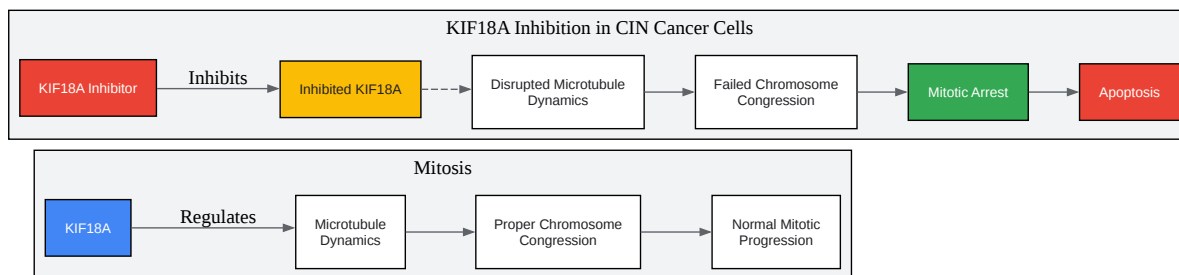 KIF18A Inhibition in CIN Cancer Cells
KIF18A Inhibitor
Inhibits
Inhibited KIF18A
Disrupted Microtubule
Dynamics
Failed Chromosome
Congression
Mitotic Arrest
Apoptosis
Mitosis
KIF18A
Regulates
Microtubule
Dynamics
Proper Chromosome
Congression
Normal Mitotic
Progression